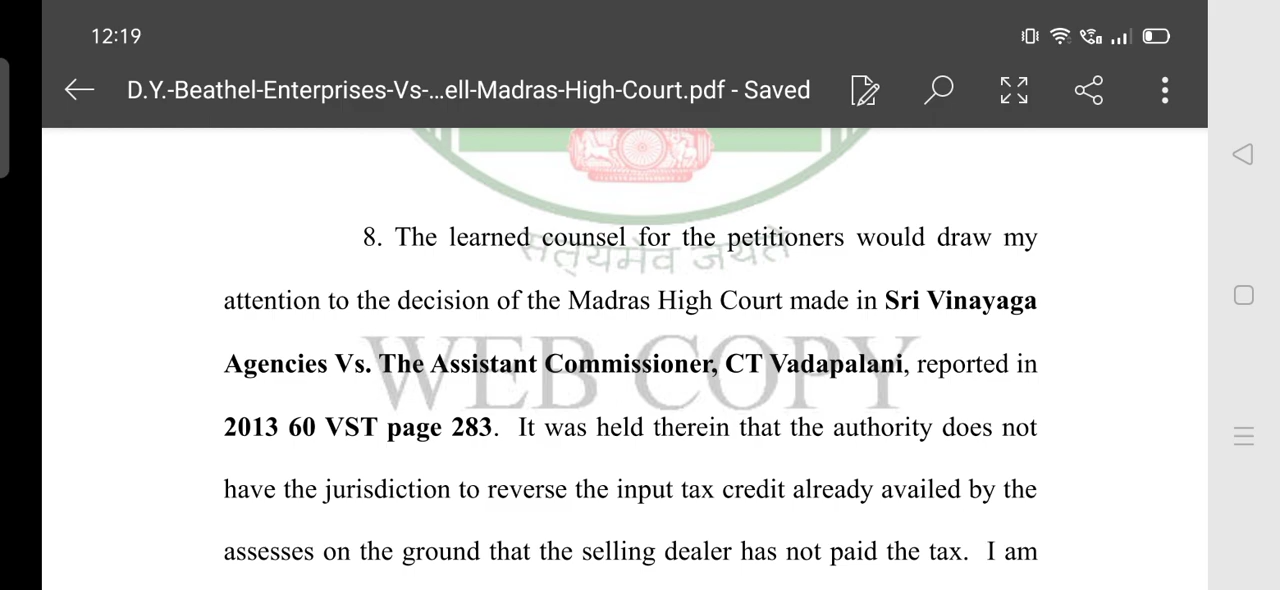 12:19
D.Y.-Beathel-Enterprises-Vs-...ell-Madras-High-Court.pdf - Saved
8. The learned counsel for the petitioners would draw my
सत्यमेव जयते
attention to the decision of the Madras High Court made in Sri Vinayaga
Agencies Vs. The Assistant Commissioner, CT Vadapalani, reported in
WEB COPY
2013 60 VST page 283. It was held therein that the authority does not
have the jurisdiction to reverse the input tax credit already availed by the
assesses on the ground that the selling dealer has not paid the tax. I am